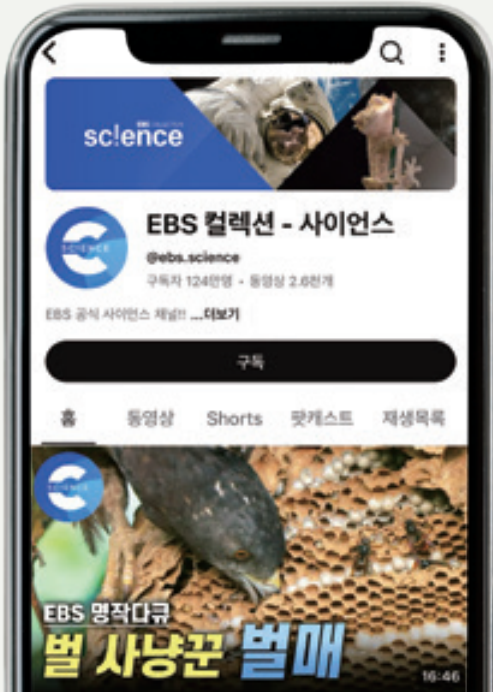 sc!ence
SCIENCE
EBS 컬렉션 - 사이언스
@ebs.science
구독자 124만명 • 동영상 2.6천개
EBS 공식 사이언스 채널!! ...더보기
구독
홈 동영상 Shorts 팟캐스트 재생목록
SCIENCE
EBS 명작다큐
벌 사냥꾼 벌매
16:46